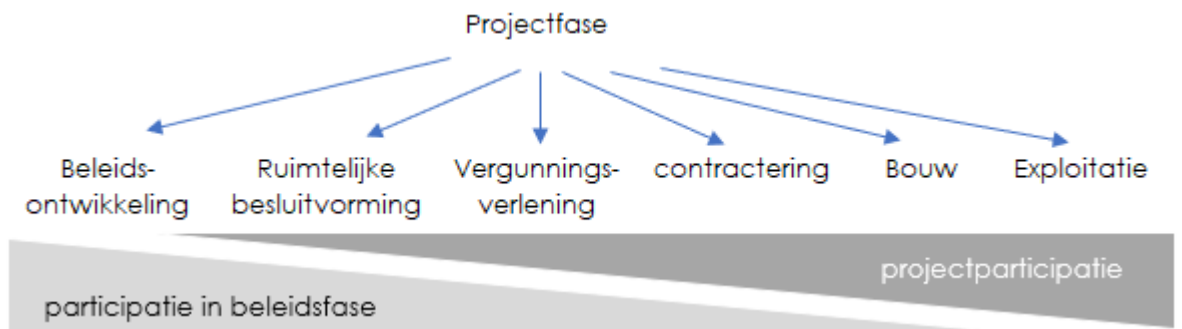 Projectfase
Beleids-
ontwikkeling
Ruimtelijke
besluitvorming
Vergunnings-
verlening
contractering
Bouw
Exploitatie
projectparticipatie
participatie in beleidsfase